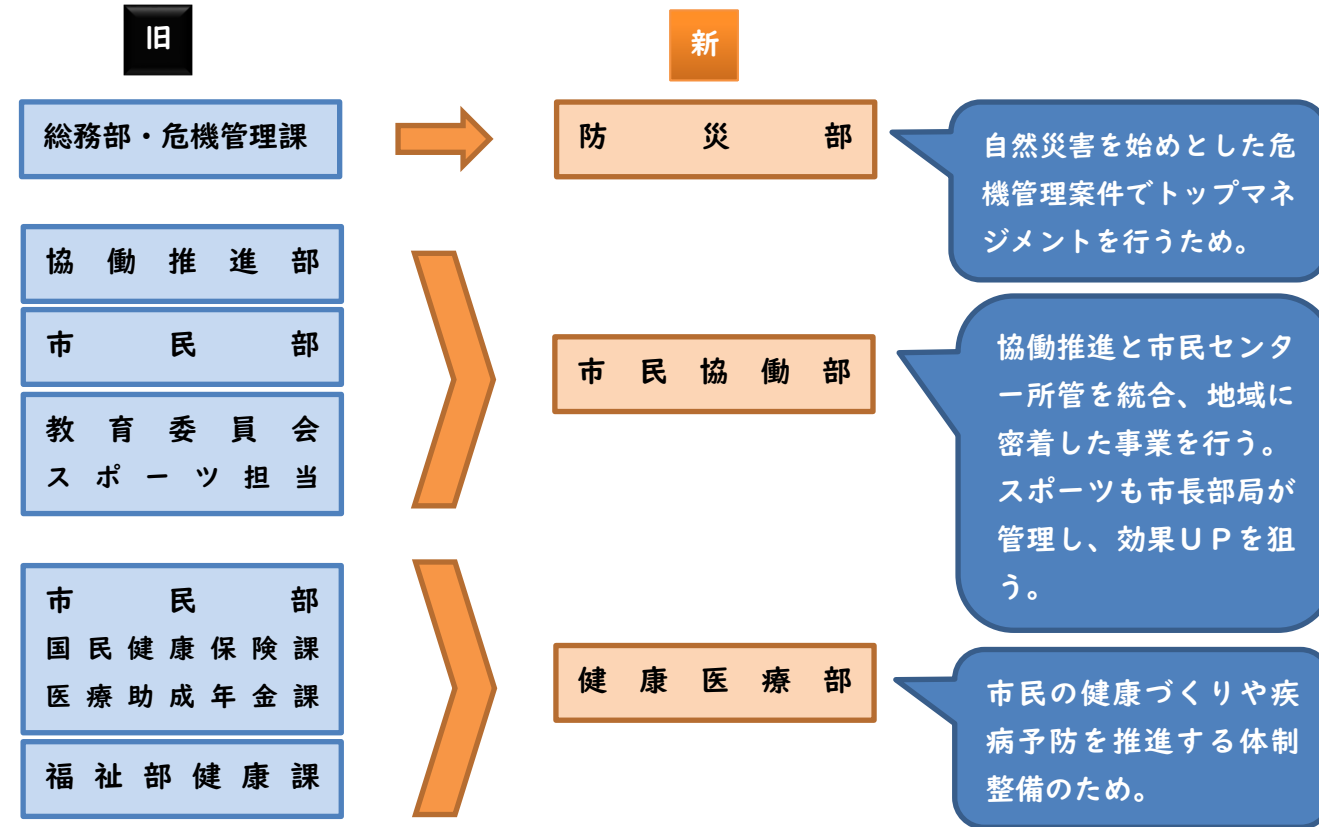 旧
新
総務部・危機管理課
防災部
自然災害を始めとした危
機管理案件でトップマネ
ジメントを行うため。
協働推進部
市民部
教育委員会
スポーツ担当
市民協働部
協働推進と市民センタ
ー所管を統合、地域に
密着した事業を行う。
スポーツも市長部局が
管理し、効果ＵＰを狙
う。
市民部
国民健康保険課
医療助成年金課
福祉部健康課
健康医療部
市民の健康づくりや疾
病予防を推進する体制
整備のため。